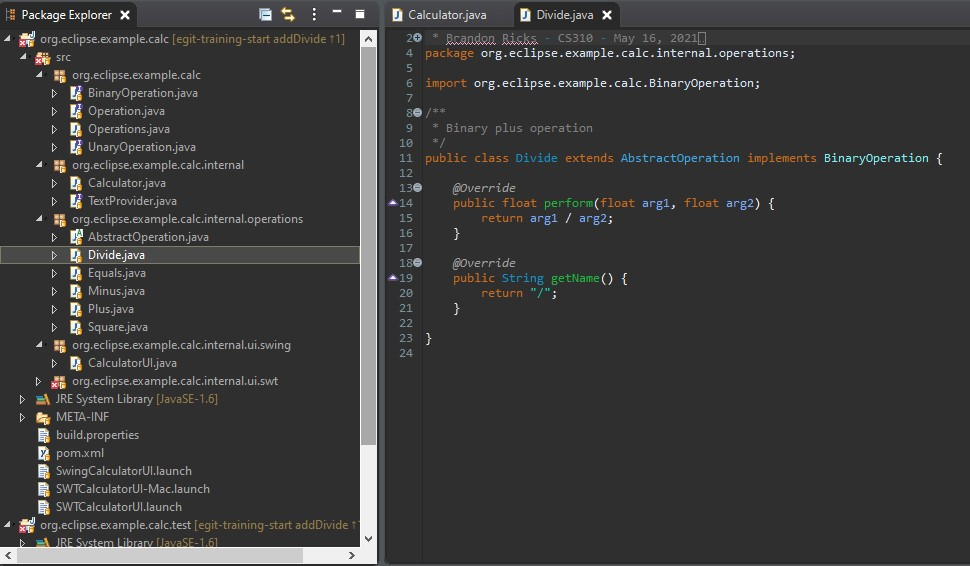 Package Explorer
org.eclipse.example.calc [egit-training-start addDivide ↑1]
src
org.eclipse.example.calc
BinaryOperation.java
Operation.java
Operations.java
UnaryOperation.java
org.eclipse.example.calc.internal
Calculator.java
TextProvider.java
org.eclipse.example.calc.internal.operations
AbstractOperation.java
Divide.java
Equals.java
Minus.java
Plus.java
Square.java
org.eclipse.example.calc.internal.ui.swing
CalculatorUI.java
org.eclipse.example.calc.internal.ui.swt
JRE System Library [JavaSE-1.6]
META-INF
build.properties
pom.xml
SwingCalculatorUI.launch
SWTCalculatorUI-Mac.launch
SWTCalculatorUI.launch
org.eclipse.example.calc.test [egit-training-start addDivide ↑
JRE System Library [JavaSE-1.6]
Calculator.java Divide.java
2 * Brandon Ricks - CS310 - May 16, 2021
4 package org.eclipse.example.calc.internal.operations;
5
6 import org.eclipse.example.calc.BinaryOperation;
7
8 /**
9 * Binary plus operation
10 */
11 public class Divide extends AbstractOperation implements BinaryOperation {
12
13 @Override
14 public float perform(float arg1, float arg2) {
15 return arg1 / arg2;
16 }
17
18 @Override
19 public String getName() {
20 return "/";
21 }
22
23 }
24